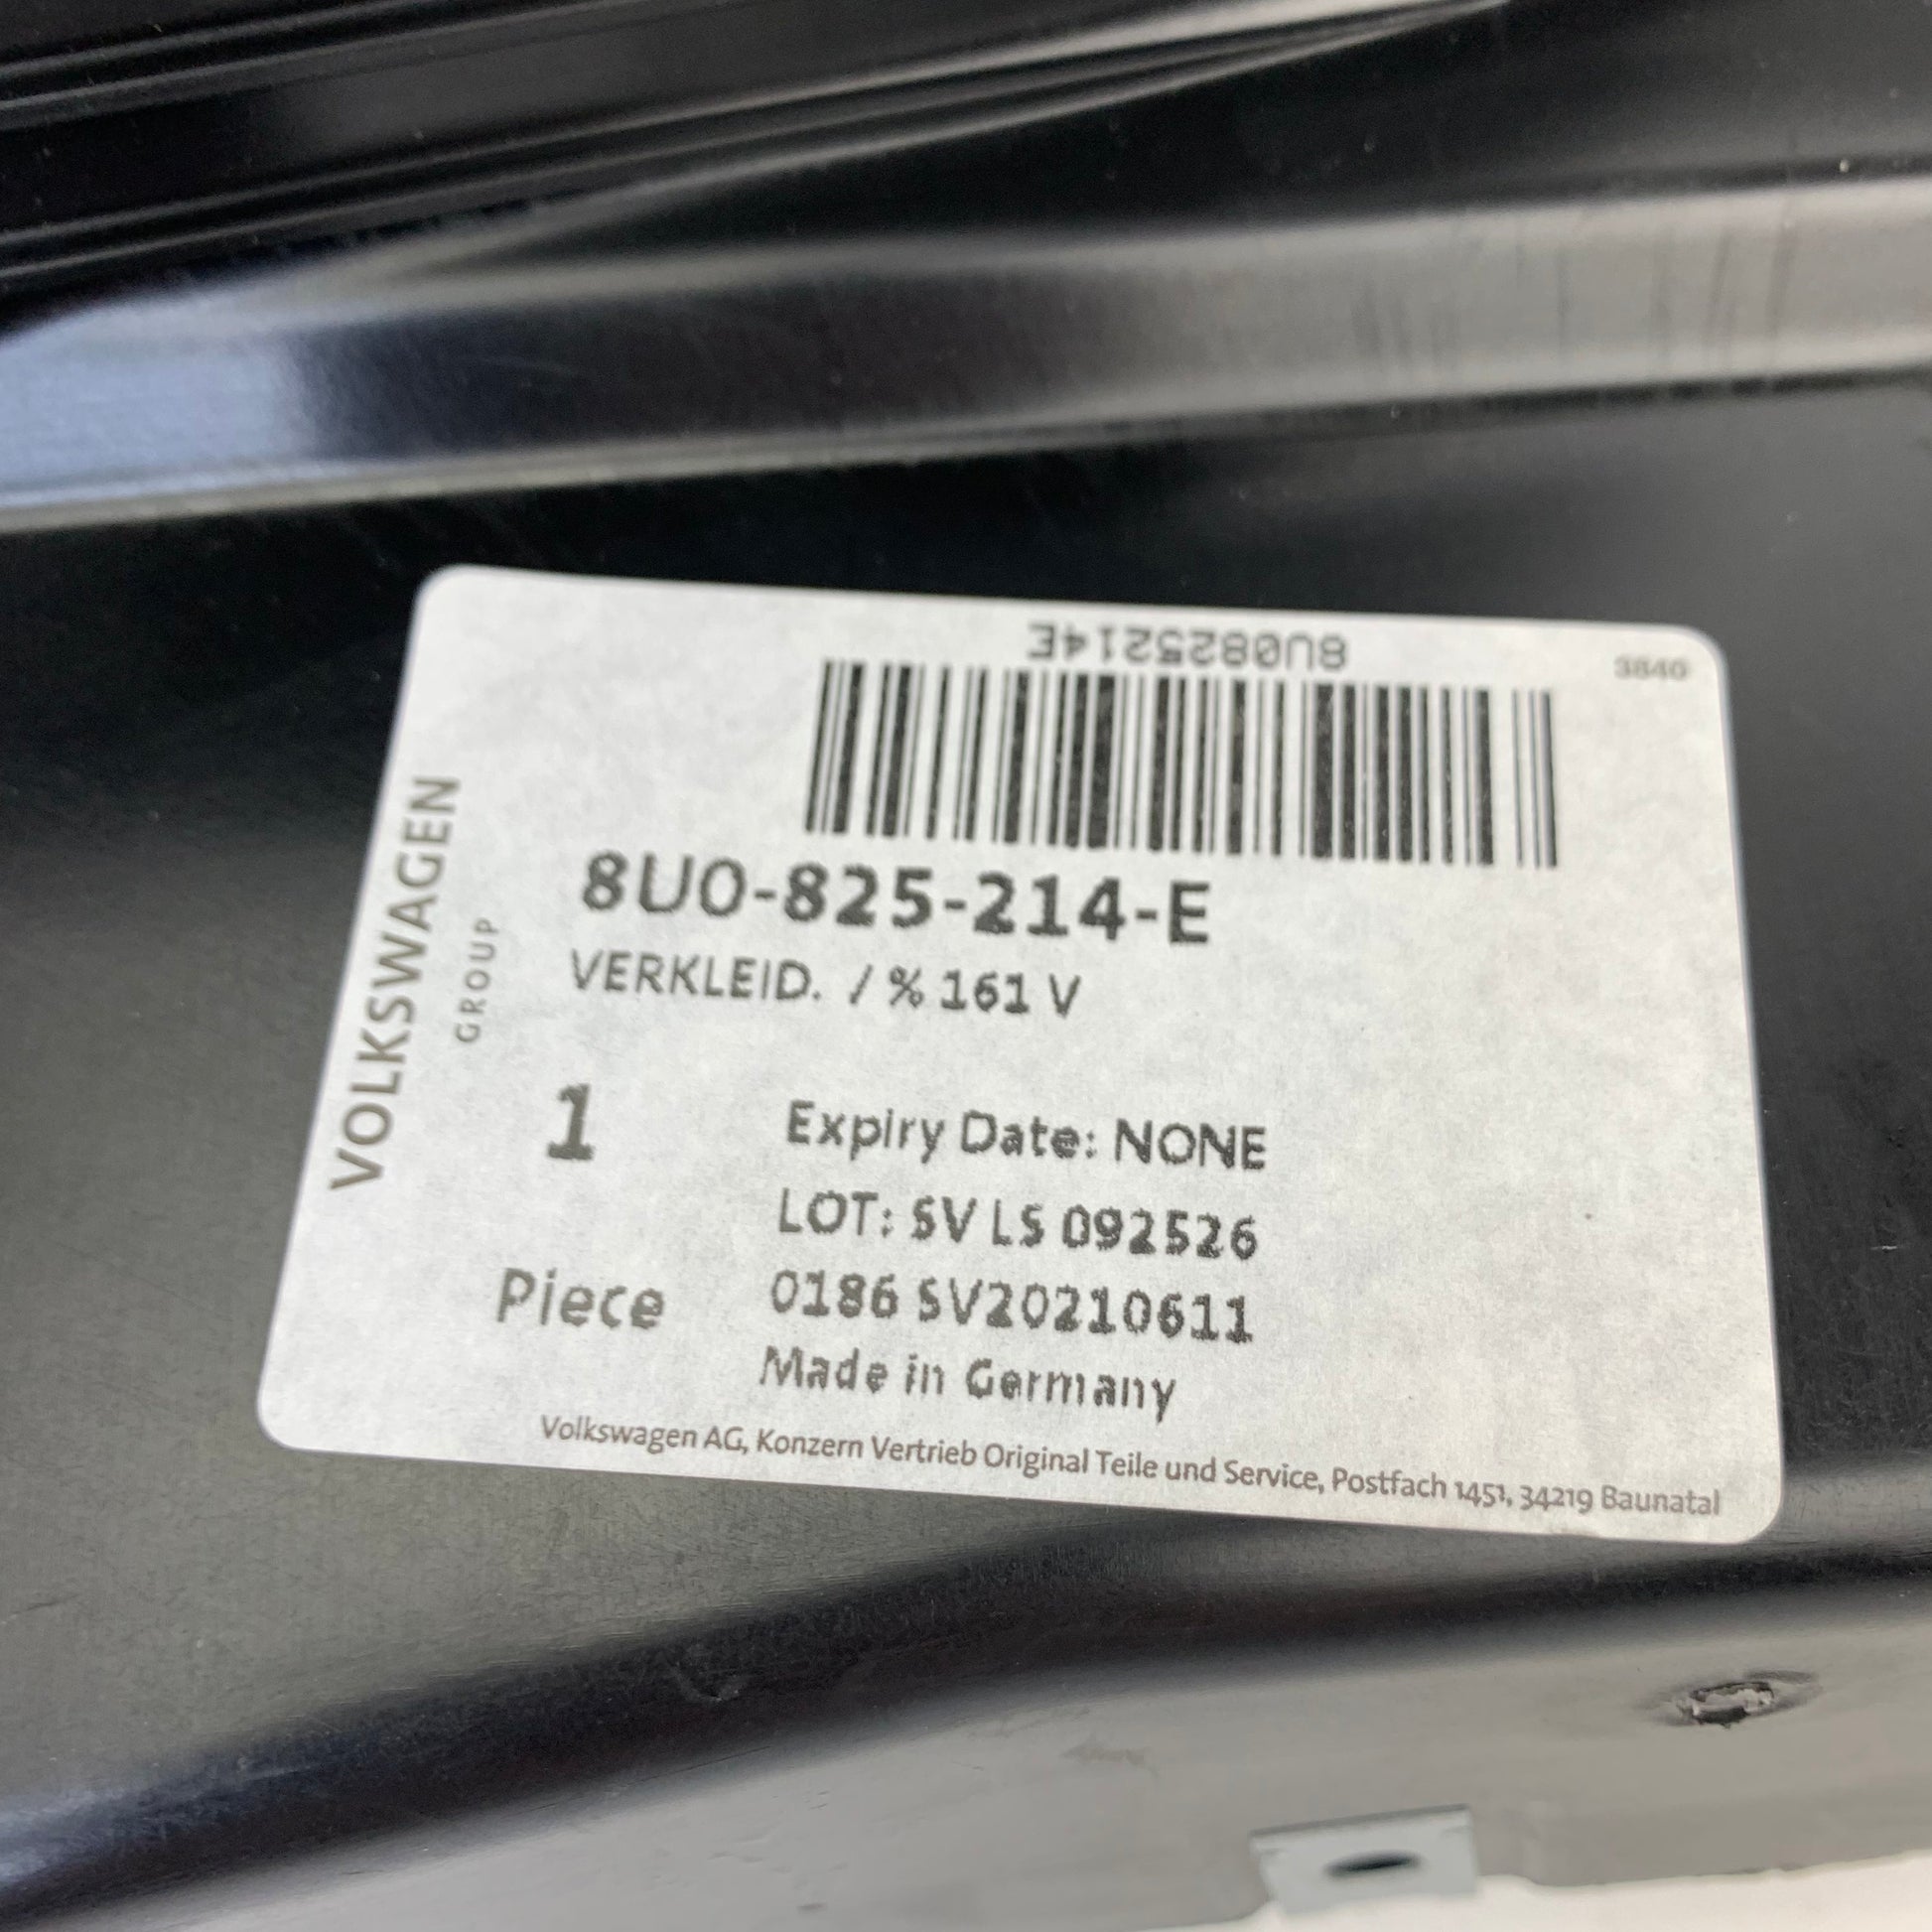 8U0825214E
3840
8U0-825-214-E
VERKLEID. / % 161 V
VOLKSWAGEN
GROUP
1
Piece
Expiry Date: NONE
LOT: SV LS 092526
0186 SV20210611
Made in Germany
Volkswagen AG, Konzern Vertrieb Original Teile und Service, Postfach 1451, 34219 Baunatal